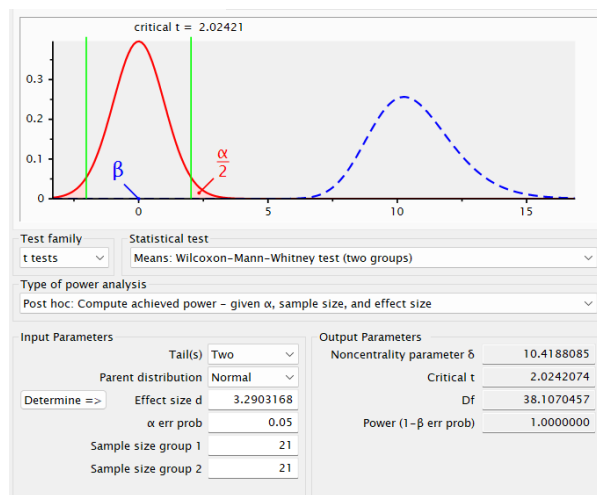 critical t = 2.02421
0.3
0.2
0.1
0
β
α
2
0 5 10 15
Test family Statistical test
t tests Means: Wilcoxon-Mann-Whitney test (two groups)
Type of power analysis
Post hoc: Compute achieved power – given α, sample size, and effect size
Input Parameters Output Parameters
Tail(s) Two Noncentrality parameter δ 10.4188085
Parent distribution Normal Critical t 2.0242074
Determine => Effect size d 3.2903168 Df 38.1070457
α err prob 0.05 Power (1-β err prob) 1.0000000
Sample size group 1 21
Sample size group 2 21